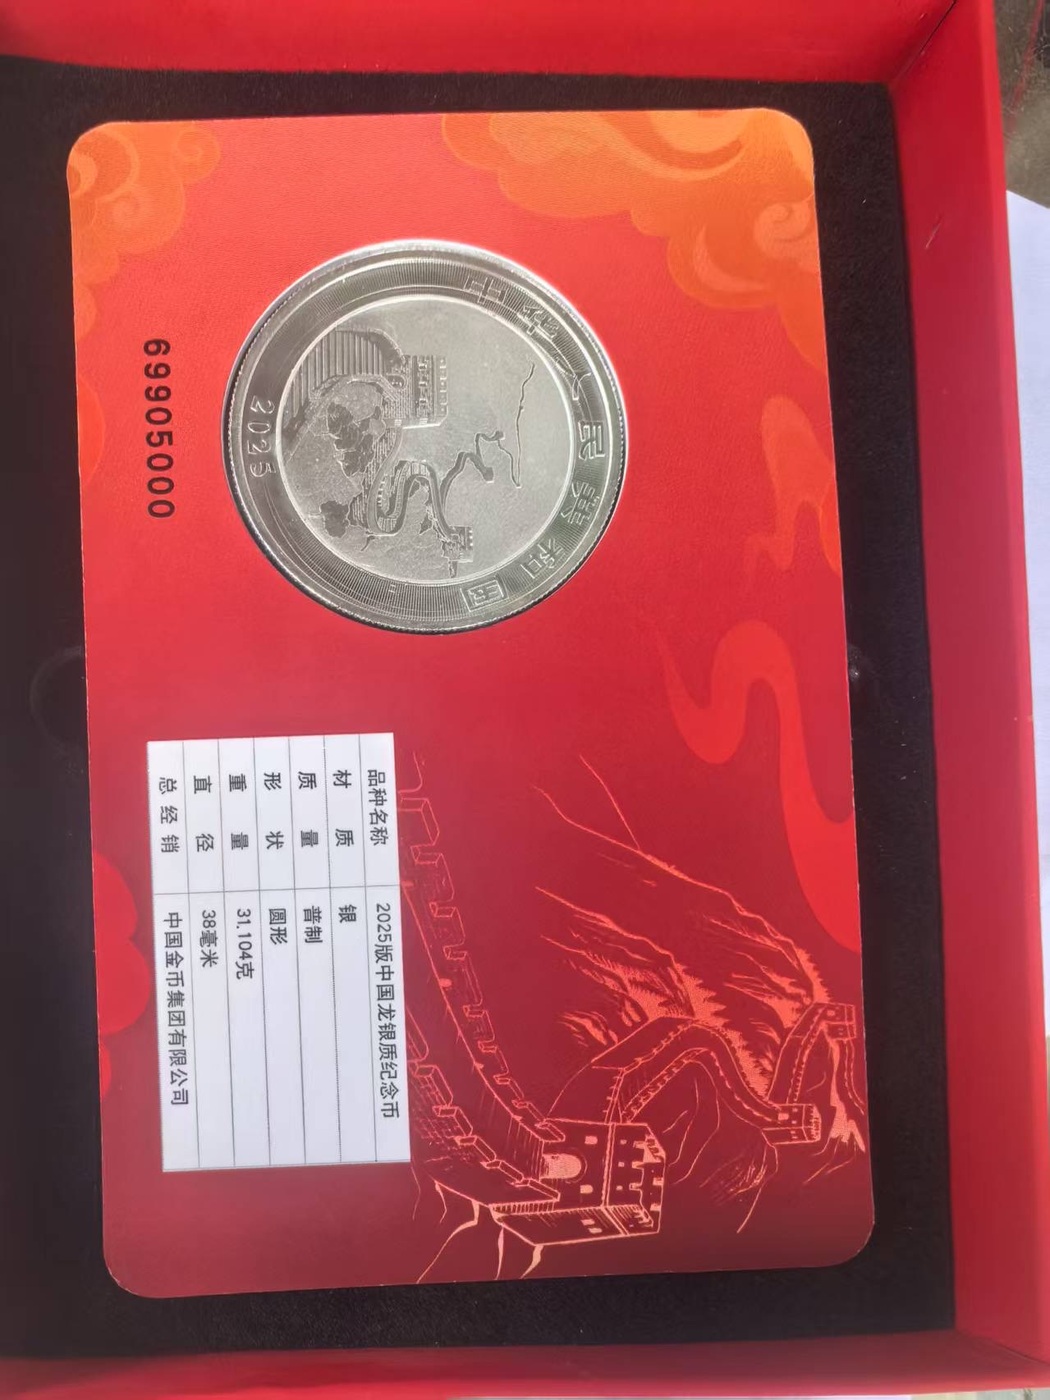 中华人民共和国
2025
69905000
品种名称 2025版中国龙银质纪念币
材质 银
质量 普制
形状 圆形
重量 31.104克
直径 38毫米
总经销 中国金币集团有限公司